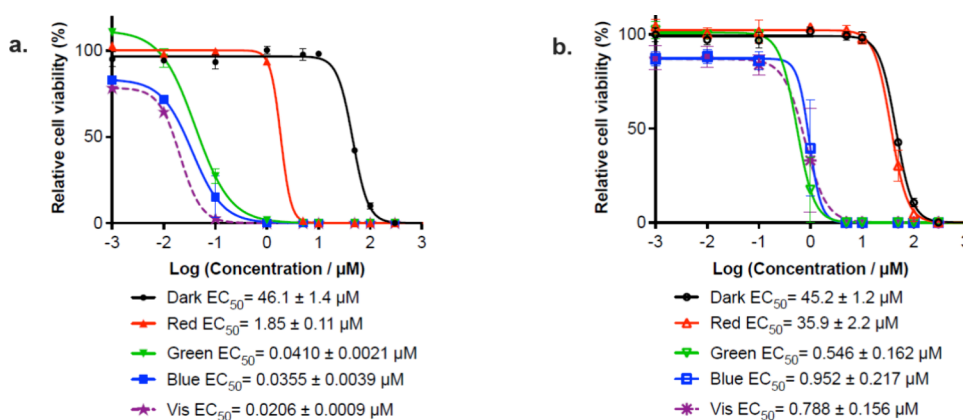 a.
Relative cell viability (%)
100
50
0
-3 -2 -1 0 1 2 3
Log (Concentration / µM)
Dark EC50= 46.1 ± 1.4 µM
Red EC50= 1.85 ± 0.11 µM
Green EC50= 0.0410 ± 0.0021 µM
Blue EC50= 0.0355 ± 0.0039 µM
Vis EC50= 0.0206 ± 0.0009 µM
b.
Relative cell viability (%)
100
50
0
-3 -2 -1 0 1 2 3
Log (Concentration / µM)
Dark EC50= 45.2 ± 1.2 µM
Red EC50= 35.9 ± 2.2 µM
Green EC50= 0.546 ± 0.162 µM
Blue EC50= 0.952 ± 0.217 µM
Vis EC50= 0.788 ± 0.156 µM